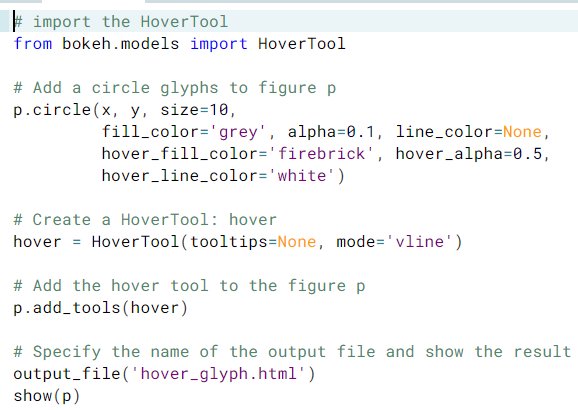 # import the HoverTool
from bokeh.models import HoverTool
# Add a circle glyphs to figure p
p.circle(x, y, size=10,
fill_color='grey', alpha=0.1, line_color=None,
hover_fill_color='firebrick', hover_alpha=0.5,
hover_line_color='white')
# Create a HoverTool: hover
hover = HoverTool(tooltips=None, mode='vline')
# Add the hover tool to the figure p
p.add_tools(hover)
# Specify the name of the output file and show the result
output_file('hover_glyph.html')
show(p)